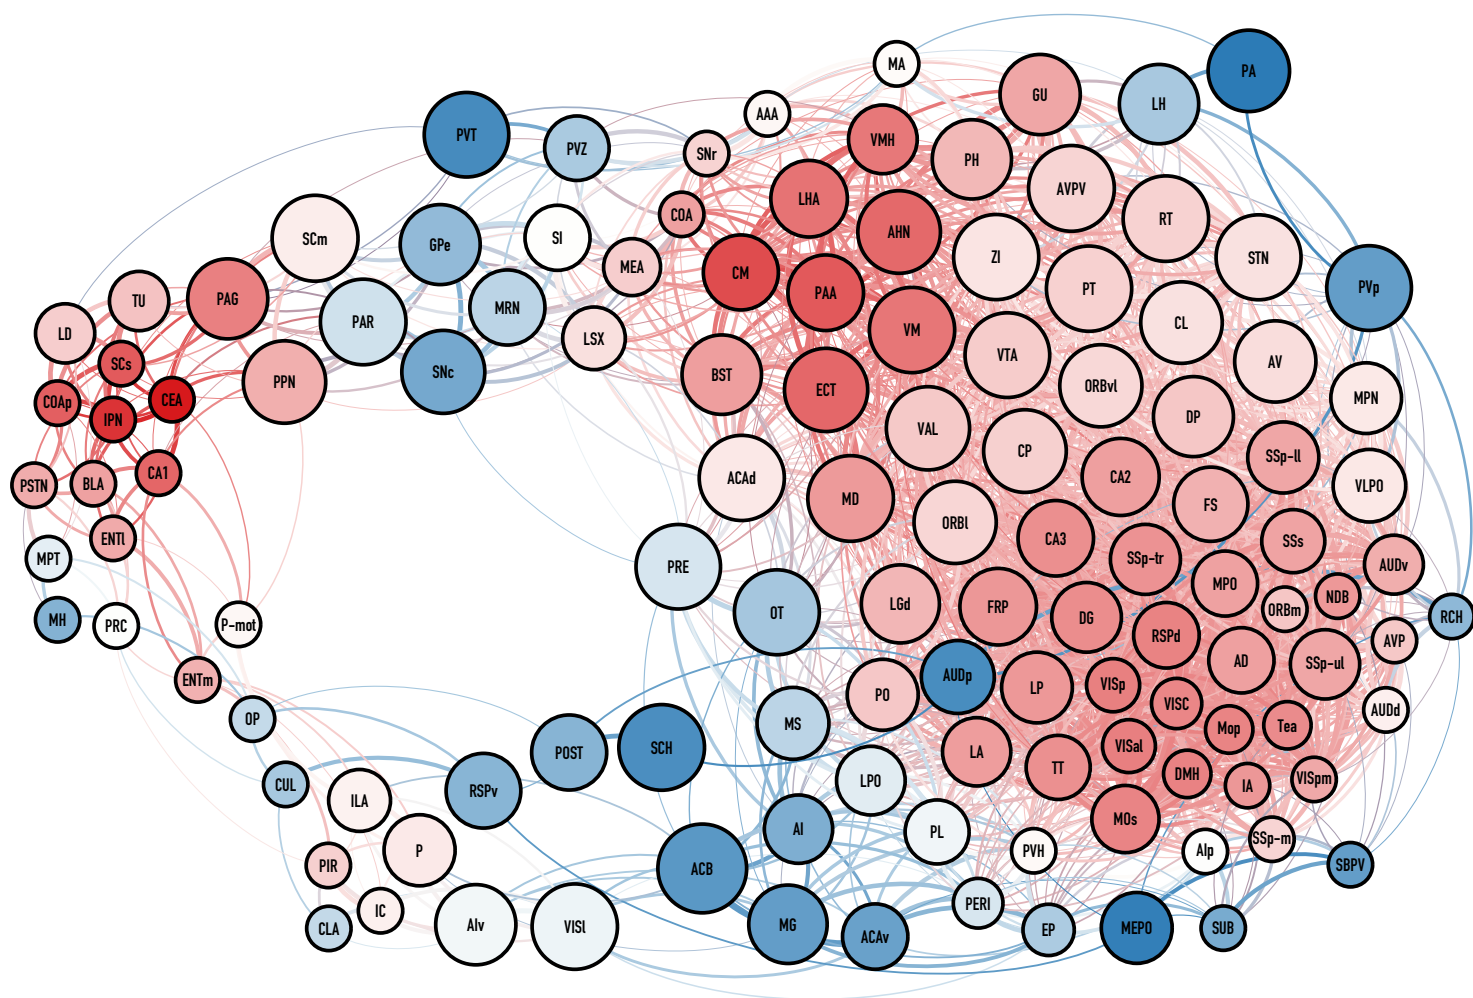 MA
PA
GU
LH
AAA
PVT
VMH
PVZ
SNr
PH
AVPV
LHA
COA
RT
AHN
SCm
SI
GPe
ZI
STN
MEA
CM
PVp
PT
PAA
TU
PAG
MRN
PAR
CL
VM
LD
LSX
VTA
AV
SCs
SNc
BST
PPN
ORBvl
ECT
MPN
CEA
COAp
DP
IPN
VAL
CP
SSp-ll
CA1
ACAd
CA2
BLA
PSTN
VLPO
MD
FS
ORBl
ENTl
CA3
SSs
MPT
SSp-tr
AUDv
PRE
MPO
NDB
LGd
FRP
ORBm
OT
DG
RCH
MH
PRC
P-mot
RSPd
AVP
AD
SSp-ul
AUDp
ENTm
LP
VISp
PO
VISC
AUDd
OP
MS
Mop
Tea
SCH
VISal
POST
LA
TT
DMH
VISpm
LPO
CUL
RSPv
IA
ILA
MOs
AI
PL
SSp-m
P
PVH
AIp
PIR
SBPV
ACB
PERI
IC
MG
AIv
VISl
CLA
SUB
MEPO
EP
ACAv